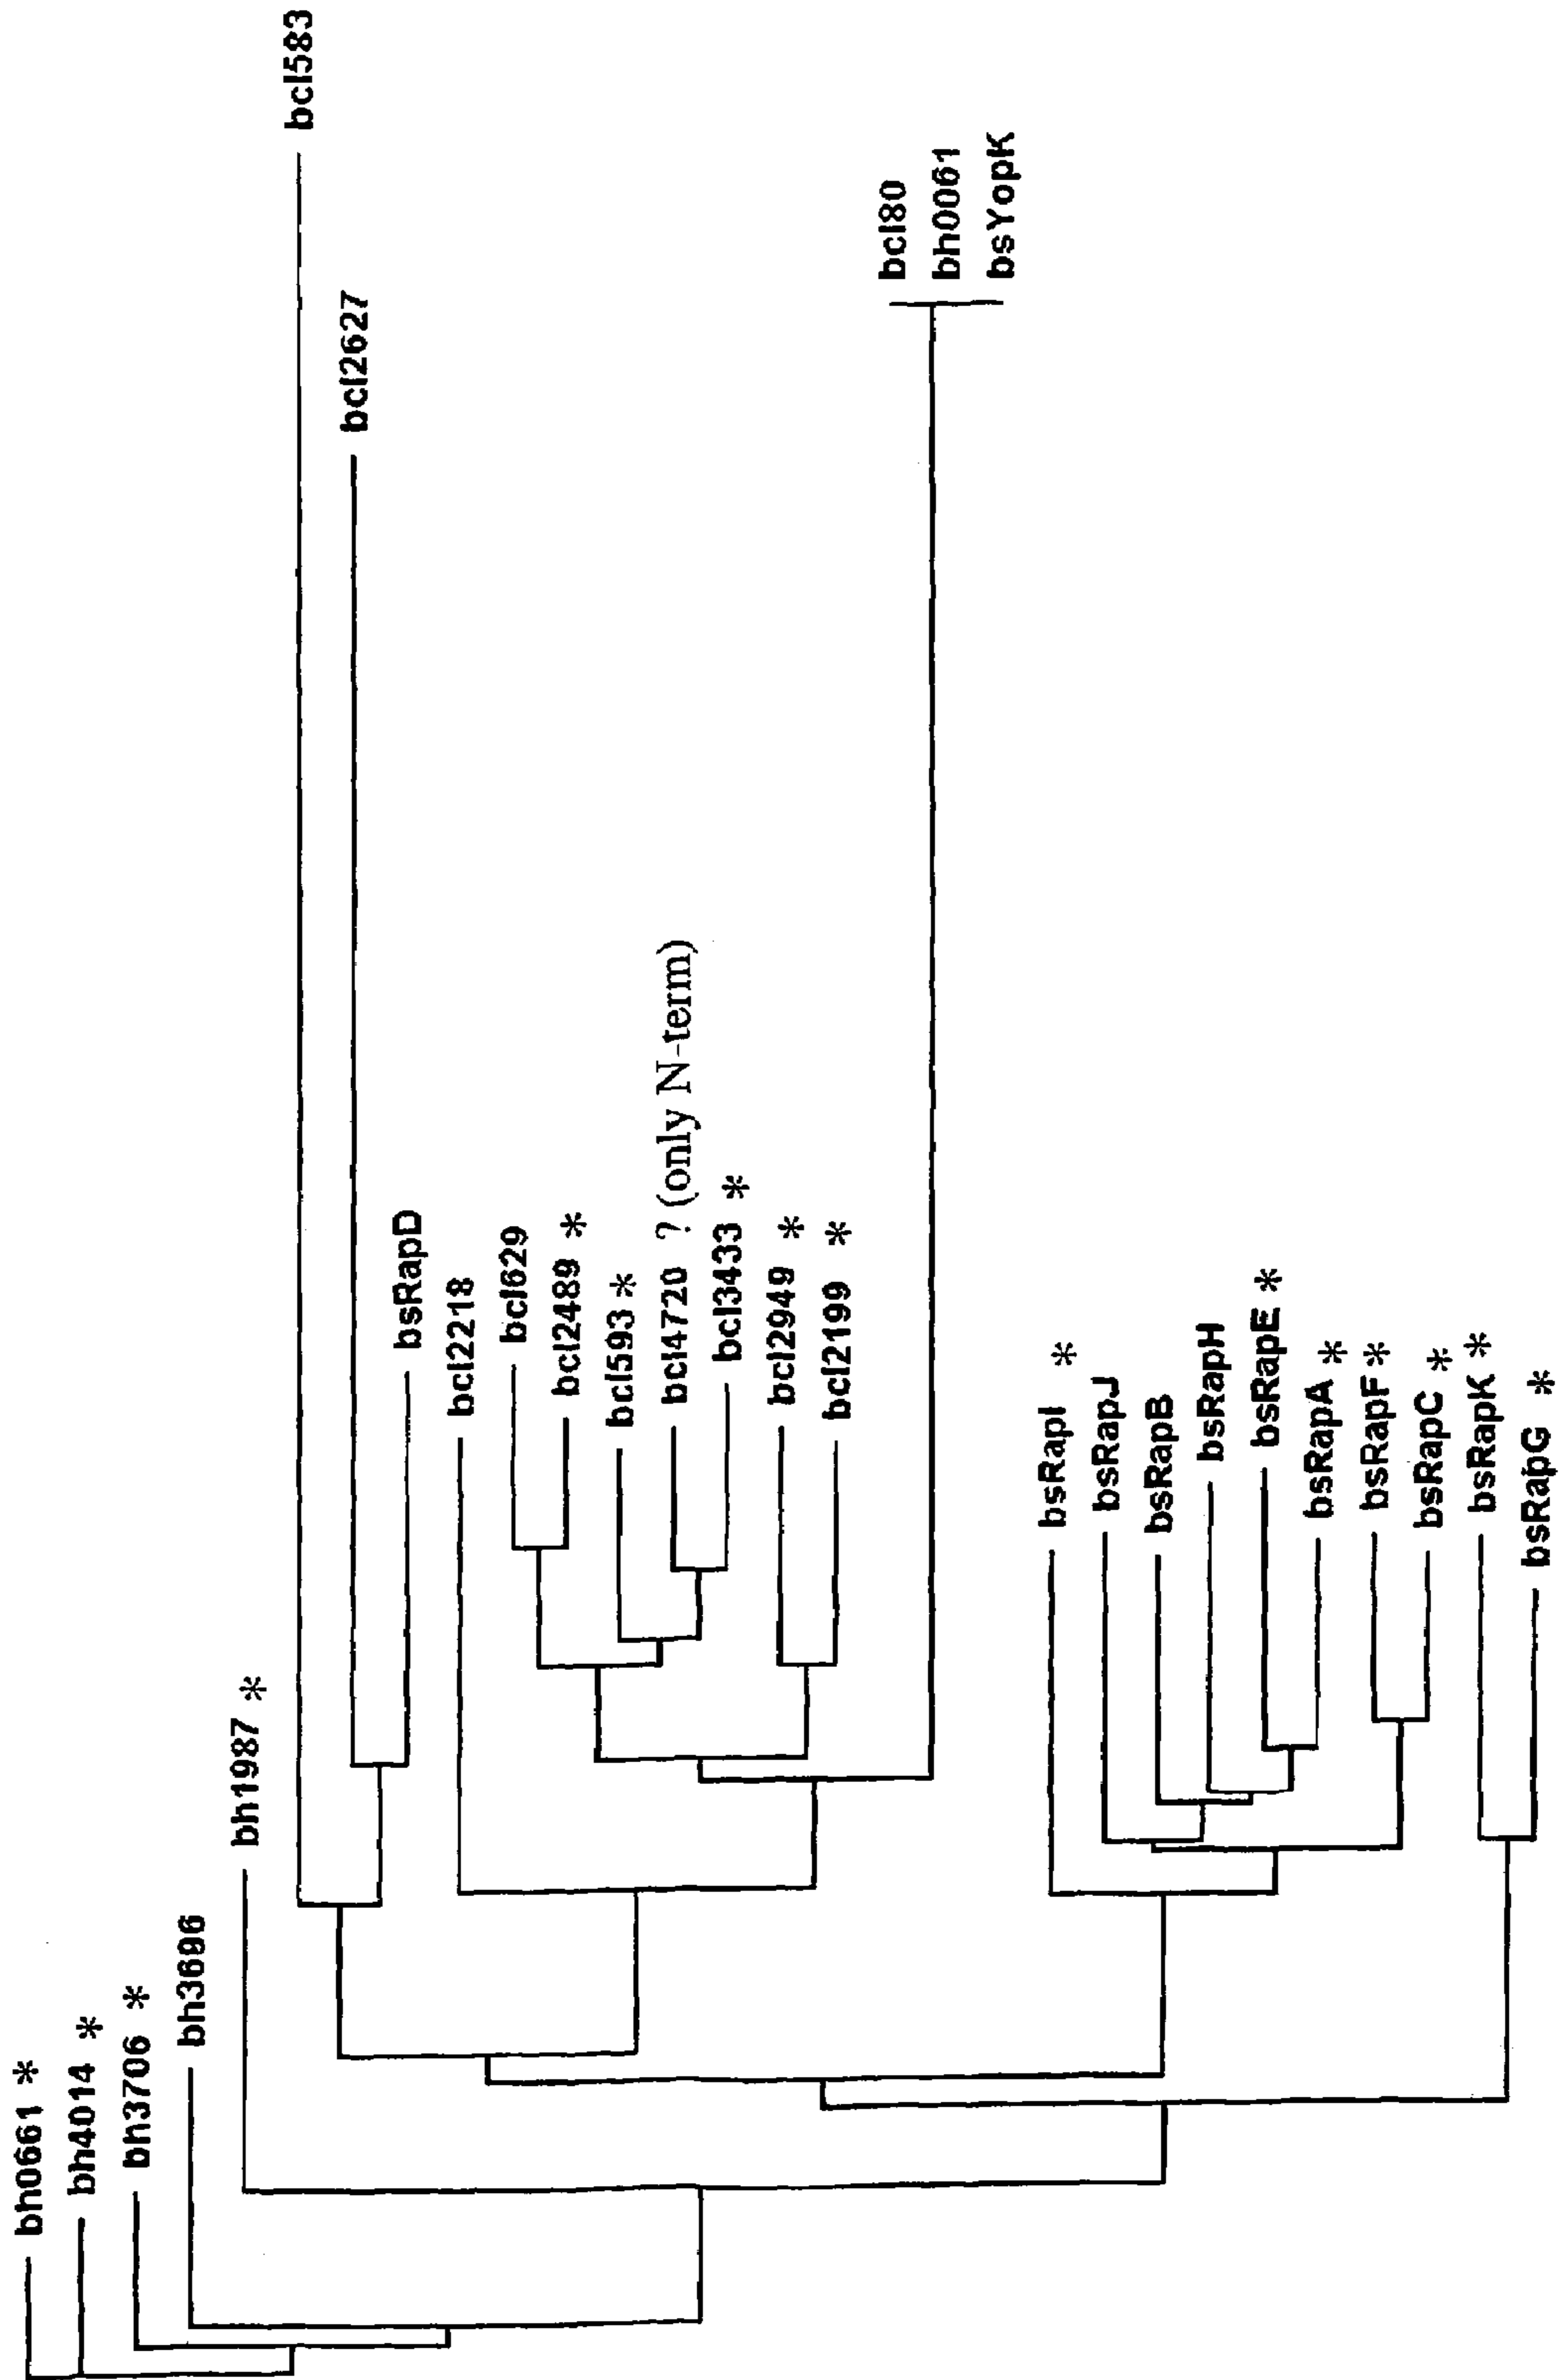 bh0661 *
bh4014 *
bh3706 *
bh3696
bh1987 *
bcl583
bcl2627
bsRapD
bcl2218
bcl629
bcl2489 *
bcl593 *
bcl4720 ? (only N-term)
bcl3433 *
bcl2949 *
bcl2199 *
bcl80
bh0061
bsYopK
bsRapI *
bsRapJ
bsRapB
bsRapH
bsRapE *
bsRapA *
bsRapF *
bsRapC *
bsRapK *
bsRapG *